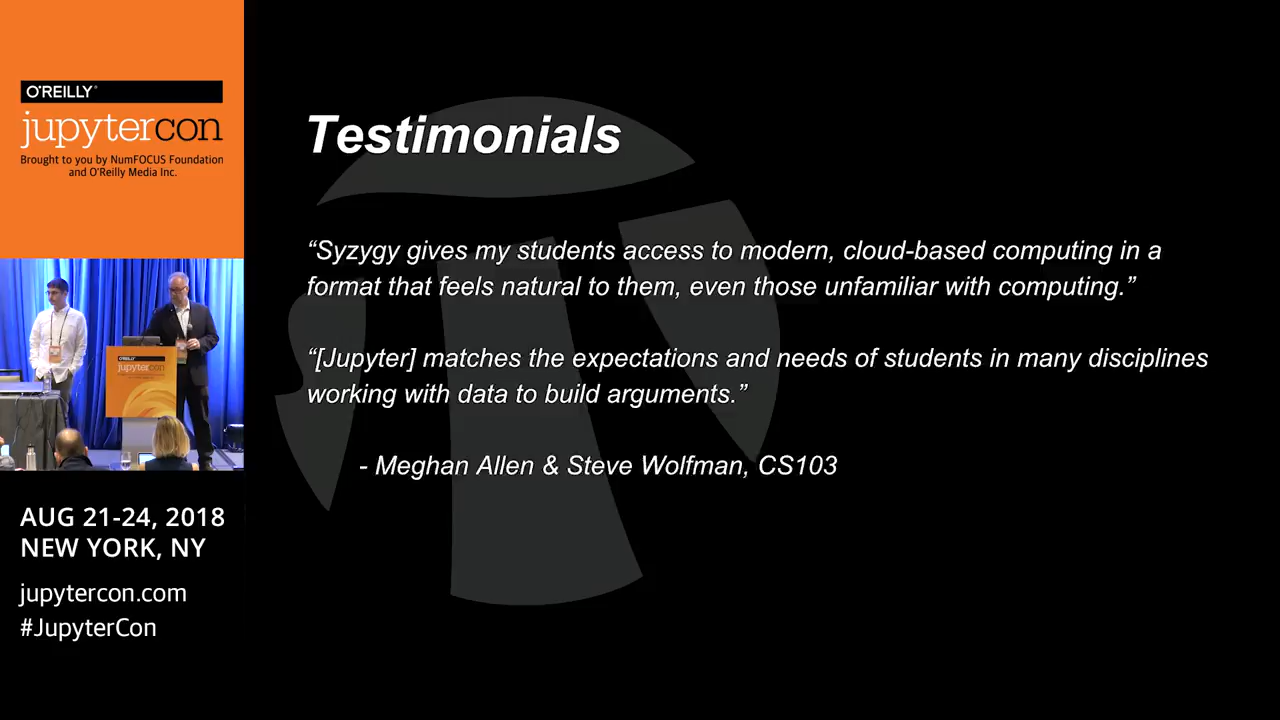 O'REILLY®
jupytercon
Brought to you by NumFOCUS Foundation
and O'Reilly Media Inc.
Testimonials
“Syzygy gives my students access to modern, cloud-based computing in a
format that feels natural to them, even those unfamiliar with computing.”
“[Jupyter] matches the expectations and needs of students in many disciplines
working with data to build arguments.”
- Meghan Allen & Steve Wolfman, CS103
O'REILLY
jupytercon
AUG 21-24, 2018
NEW YORK, NY
jupytercon.com
#JupyterCon